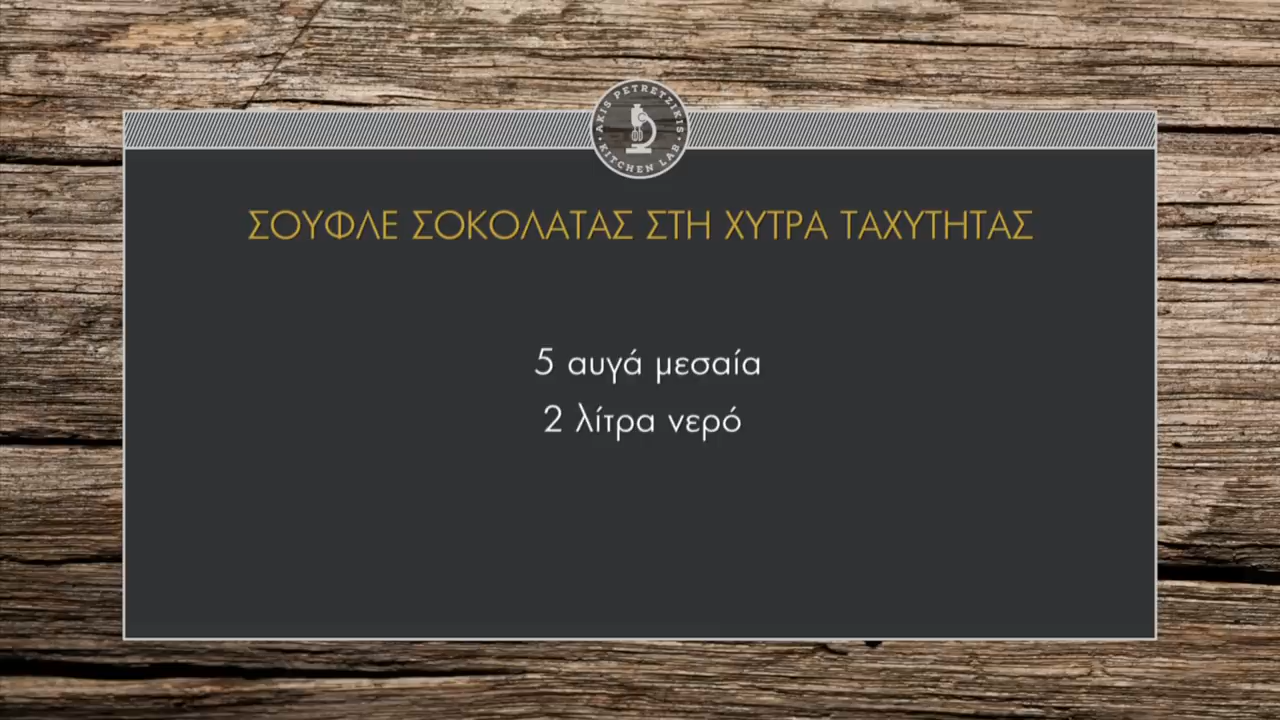 AKIS PETRETZIKIS
KITCHEN LAB
ΣΟΥΦΛΕ ΣΟΚΟΛΑΤΑΣ ΣΤΗ ΧΥΤΡΑ ΤΑΧΥΤΗΤΑΣ
5 αυγά μεσαία
2 λίτρα νερό